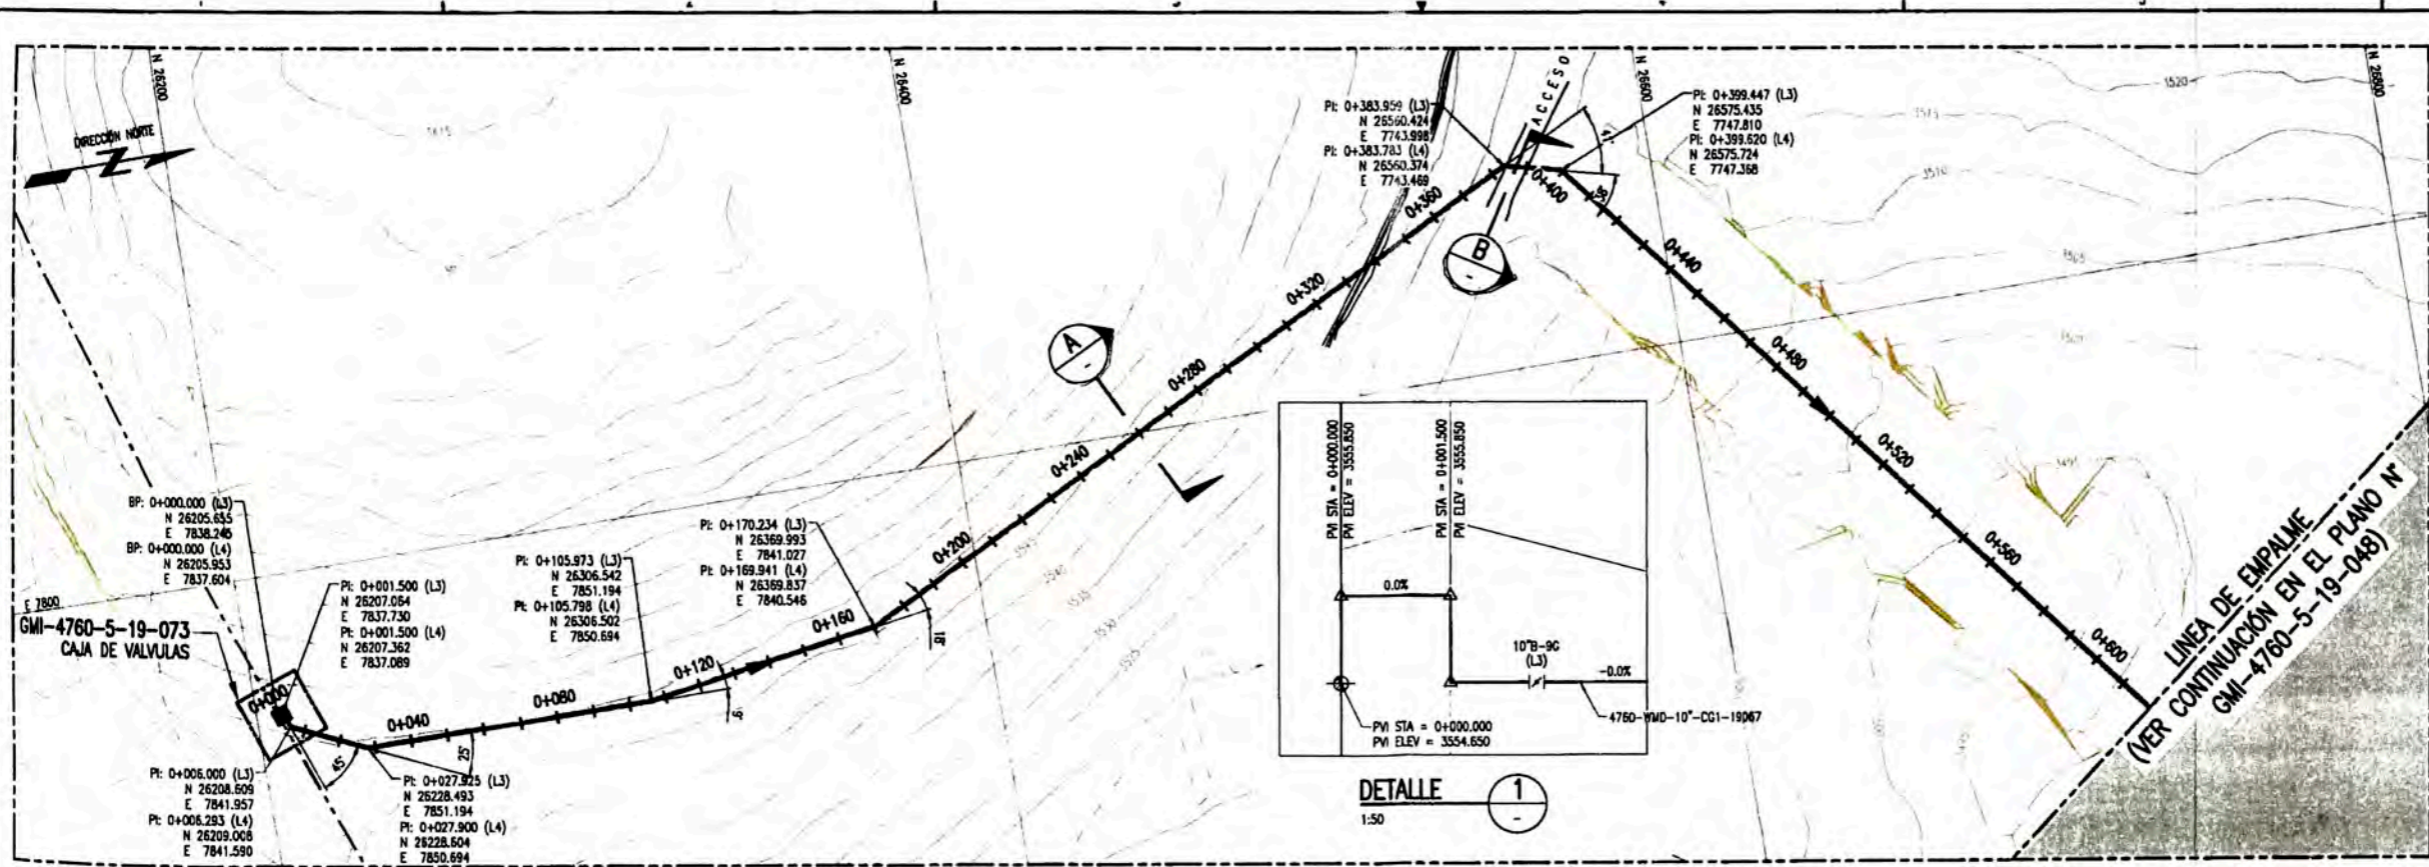 N 26200
N 26400
N 26600
N 26800
DIRECCIÓN NORTE
Z
ACCESO
PI: 0+383.959 (L3)
N 26560.424
E 7743.998
PI: 0+383.783 (L4)
N 26560.374
E 7743.469
PI: 0+399.447 (L3)
N 26575.435
E 7747.810
PI: 0+399.620 (L4)
N 26575.724
E 7747.368
1520
1515
1510
0+360
0+400
0+440
0+320
0+480
0+280
0+240
0+520
0+200
0+560
0+160
0+600
0+120
0+080
0+040
0+000
A
-
B
-
BP: 0+000.000 (L3)
N 26205.655
E 7838.246
BP: 0+000.000 (L4)
N 26205.953
E 7837.604
PI: 0+001.500 (L3)
N 26207.064
E 7837.730
PI: 0+001.500 (L4)
N 26207.362
E 7837.089
PI: 0+105.973 (L3)
N 26306.542
E 7851.194
PI: 0+105.798 (L4)
N 26306.502
E 7850.694
PI: 0+170.234 (L3)
N 26369.993
E 7841.027
PI: 0+169.941 (L4)
N 26369.837
E 7840.546
E 7800
GMI-4760-5-19-073
CAJA DE VALVULAS
PI: 0+006.000 (L3)
N 26208.609
E 7841.957
PI: 0+006.293 (L4)
N 26209.008
E 7841.590
PI: 0+027.925 (L3)
N 26228.493
E 7851.194
PI: 0+027.900 (L4)
N 26228.604
E 7850.694
45°
25°
9°
18°
PVI STA = 0+000.000
PVI ELEV = 3555.850
PVI STA = 0+001.500
PVI ELEV = 3555.850
0.0%
10"B-9G
(L3)
-0.0%
4760-WMD-10"-CG1-19067
PVI STA = 0+000.000
PVI ELEV = 3554.650
DETALLE
1:50
1
-
LINEA DE EMPALME
(VER CONTINUACIÓN EN EL PLANO N°
GMI-4760-5-19-048)